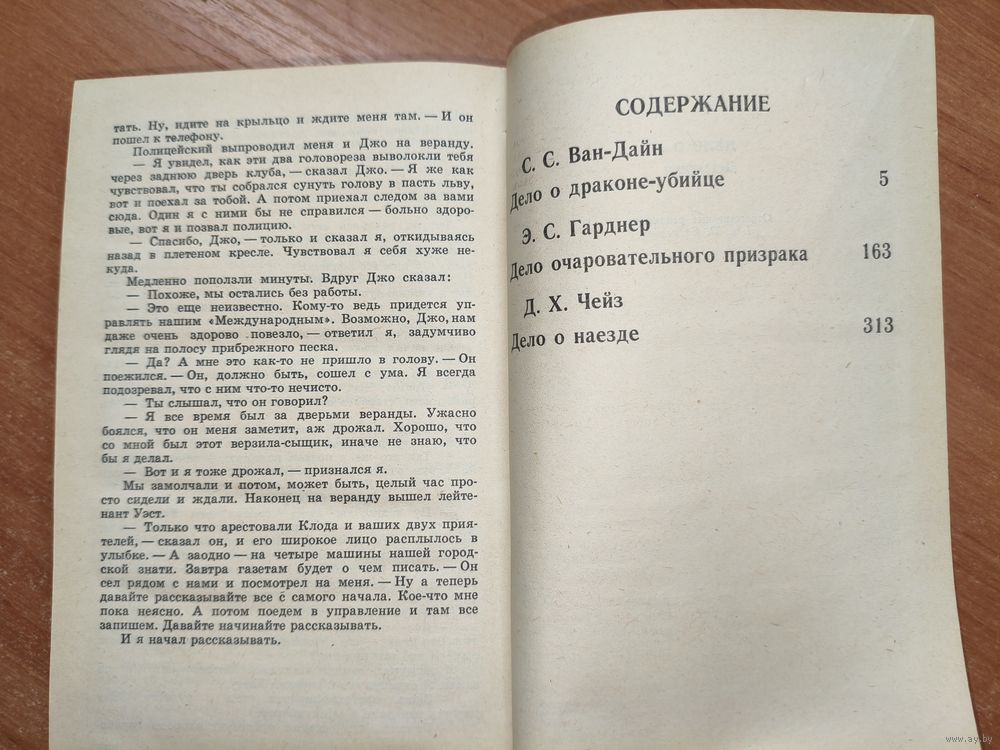 тать. Ну, идите на крыльцо и ждите меня там. — И он
пошел к телефону.
Полицейский выпроводил меня и Джо на веранду.
— Я увидел, как эти два головореза выволокли тебя
через заднюю дверь клуба, — сказал Джо. — Я же как
чувствовал, что ты собрался сунуть голову в пасть льву,
вот и поехал за тобой. А потом приехал следом за вами
сюда. Один я с ними бы не справился — больно здоро-
вые, вот я и позвал полицию.
— Спасибо, Джо, — только и сказал я, откидываясь
назад в плетеном кресле. Чувствовал я себя хуже не-
куда.
Медленно поползли минуты. Вдруг Джо сказал:
— Похоже, мы остались без работы.
— Это еще неизвестно. Кому-то ведь придется уп-
равлять нашим «Международным». Возможно, Джо, нам
даже очень здорово повезло, — ответил я, задумчиво
глядя на полосу прибрежного песка.
— Да? А мне это как-то не пришло в голову. — Он
поежился. — Он, должно быть, сошел с ума. Я всегда
подозревал, что с ним что-то нечисто.
— Ты слышал, что он говорил?
— Я все время был за дверьми веранды. Ужасно
боялся, что он меня заметит, аж дрожал. Хорошо, что
со мной был этот верзила-сыщик, иначе не знаю, что
бы я делал.
— Вот и я тоже дрожал, — признался я.
Мы замолчали и потом, может быть, целый час про-
сто сидели и ждали. Наконец на веранду вышел лейте-
нант Уэст.
— Только что арестовали Клода и ваших двух прия-
телей, — сказал он, и его широкое лицо расплылось в
улыбке. — А заодно — на четыре машины нашей город-
ской знати. Завтра газетам будет о чем писать. — Он
сел рядом с нами и посмотрел на меня. — Ну а теперь
давайте рассказывайте все с самого начала. Кое-что мне
пока неясно. А потом поедем в управление и там все
запишем. Давайте начинайте рассказывать.
И я начал рассказывать.
СОДЕРЖАНИЕ
С. С. Ван-Дайн
Дело о драконе-убийце 5
Э. С. Гарднер
Дело очаровательного призрака 163
Д. Х. Чейз
Дело о наезде 313
www.ay.by